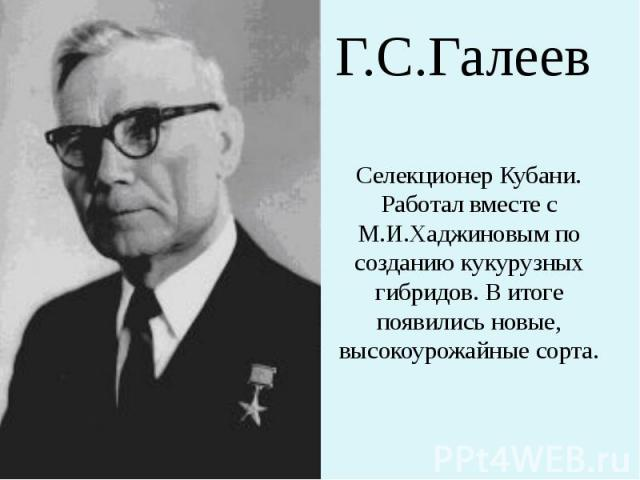 Г.С.Галеев
Селекционер Кубани.
Работал вместе с
М.И.Хаджиновым по
созданию кукурузных
гибридов. В итоге
появились новые,
высокоурожайные сорта.
PPt4WEB.ru